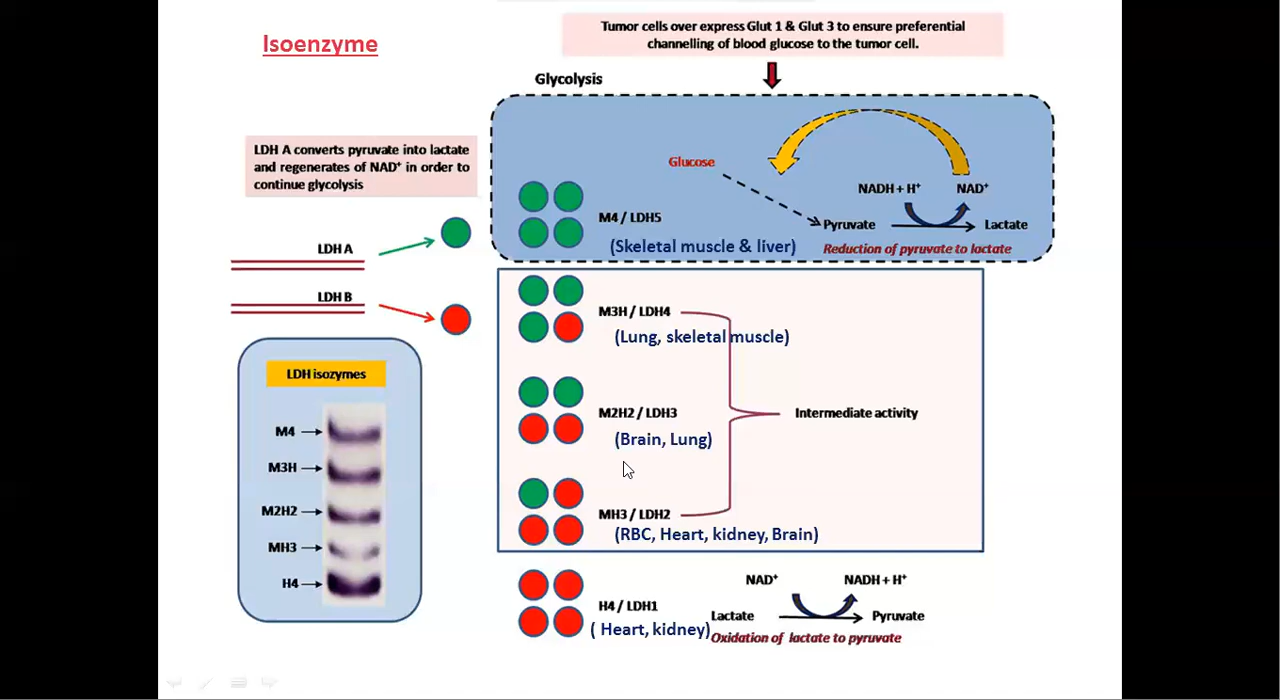 Isoenzyme
Tumor cells over express Glut 1 & Glut 3 to ensure preferential
channelling of blood glucose to the tumor cell.
Glycolysis
LDH A converts pyruvate into lactate
and regenerates of NAD⁺ in order to
continue glycolysis
Glucose
NADH + H⁺ NAD⁺
Pyruvate Lactate
Reduction of pyruvate to lactate
M4 / LDH5
(Skeletal muscle & liver)
LDH A
LDH B
M3H / LDH4
(Lung, skeletal muscle)
M2H2 / LDH3
(Brain, Lung)
Intermediate activity
MH3 / LDH2
(RBC, Heart, kidney, Brain)
LDH isozymes
M4
M3H
M2H2
MH3
H4
H4 / LDH1
( Heart, kidney)
NAD⁺ NADH + H⁺
Lactate Pyruvate
Oxidation of lactate to pyruvate